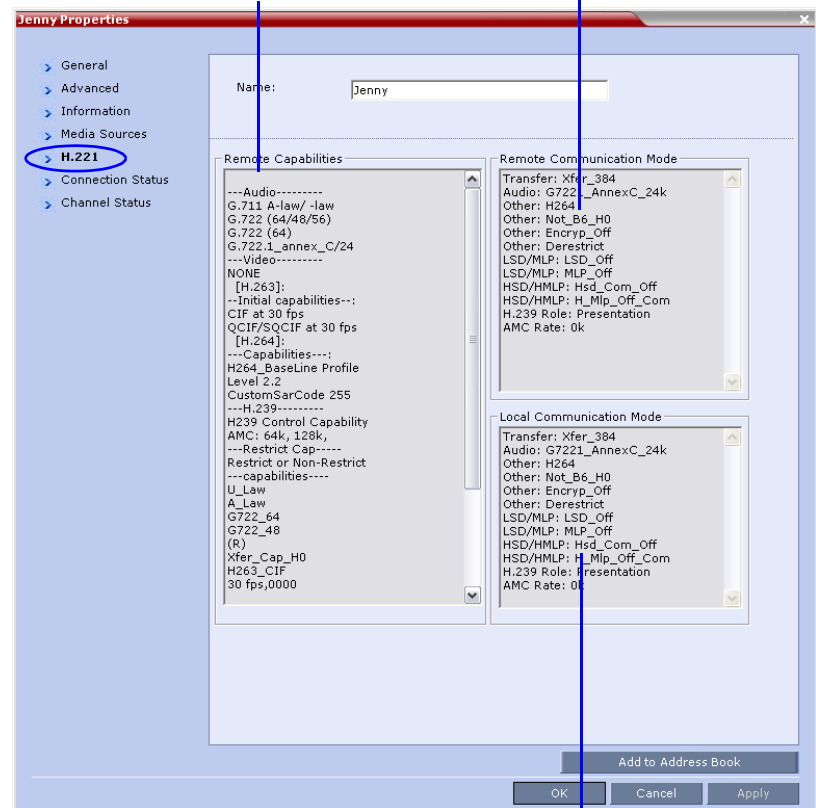 Jenny Properties
General
Advanced
Information
Media Sources
H.221
Connection Status
Channel Status
Name: Jenny
Remote Capabilities
---Audio---------
G.711 A-law/ -law
G.722 (64/48/56)
G.722 (64)
G.722.1_annex_C/24
---Video---------
NONE
[H.263]:
--Initial capabilities--:
CIF at 30 fps
QCIF/SQCIF at 30 fps
[H.264]:
---Capabilities---:
H264_BaseLine Profile
Level 2.2
CustomSarCode 255
---H.239---------
H239 Control Capability
AMC: 64k, 128k,
---Restrict Cap-----
Restrict or Non-Restrict
---capabilities----
U_Law
A_Law
G722_64
G722_48
(R)
Xfer_Cap_H0
H263_CIF
30 fps,0000
Remote Communication Mode
Transfer: Xfer_384
Audio: G7221_AnnexC_24k
Other: H264
Other: Not_B6_H0
Other: Encryp_Off
Other: Derestrict
LSD/MLP: LSD_Off
LSD/MLP: MLP_Off
HSD/HMLP: Hsd_Com_Off
HSD/HMLP: H_Mlp_Off_Com
H.239 Role: Presentation
AMC Rate: 0k
Local Communication Mode
Transfer: Xfer_384
Audio: G7221_AnnexC_24k
Other: H264
Other: Not_B6_H0
Other: Encryp_Off
Other: Derestrict
LSD/MLP: LSD_Off
LSD/MLP: MLP_Off
HSD/HMLP: Hsd_Com_Off
HSD/HMLP: H_Mlp_Off_Com
H.239 Role: Presentation
AMC Rate: 0k
Add to Address Book
OK
Cancel
Apply